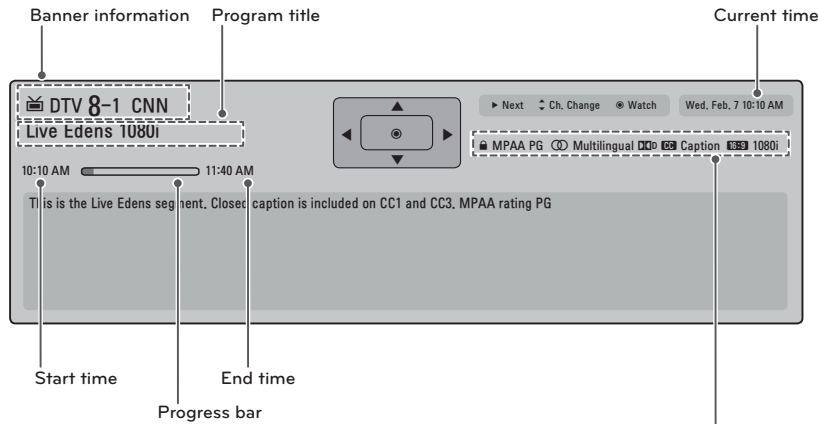 Banner information Program title Current time
DTV 8-1 CNN
▶ Next Ch. Change ◉ Watch Wed. Feb. 7 10:10 AM
Live Edens 1080i
MPAA PG Multilingual D CC Caption 16:9 1080i
10:10 AM 11:40 AM
This is the Live Edens segment. Closed caption is included on CC1 and CC3. MPAA rating PG
Start time End time
Progress bar